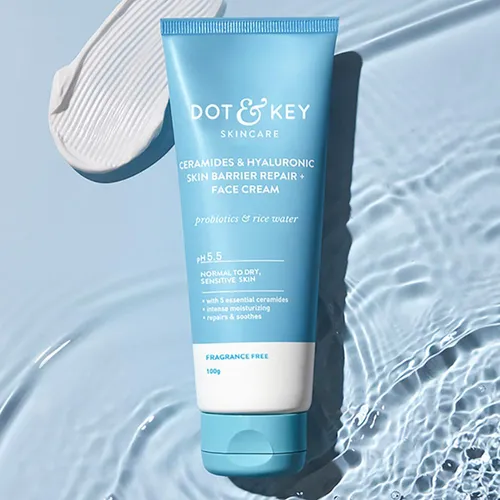 DOT & KEY
SKINCARE
CERAMIDES & HYALURONIC
SKIN BARRIER REPAIR +
FACE CREAM
probiotics & rice water
pH 5.5
NORMAL TO DRY,
SENSITIVE SKIN
• with 5 essential ceramides
• intense moisturizing
• repairs & soothes
FRAGRANCE FREE
100g